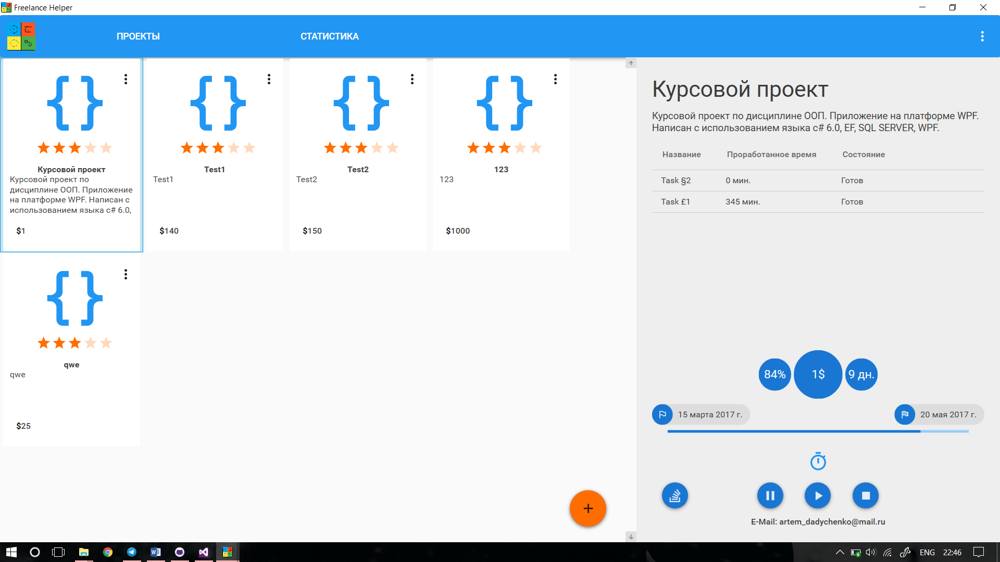 Freelance Helper
ПРОЕКТЫ
СТАТИСТИКА
Курсовой проект
Курсовой проект по
дисциплине ООП. Приложение
на платформе WPF. Написан с
использованием языка c# 6.0,
$1
Test1
Test1
$140
Test2
Test2
$150
123
123
$1000
qwe
qwe
$25
Курсовой проект
Курсовой проект по дисциплине ООП. Приложение на платформе WPF.
Написан с использованием языка c# 6.0, EF, SQL SERVER, WPF.
Название Проработанное время Состояние
Task §2 0 мин. Готов
Task £1 345 мин. Готов
84% 1$ 9 дн.
15 марта 2017 г. 20 мая 2017 г.
E-Mail: artem_dadychenko@mail.ru
ENG 22:46